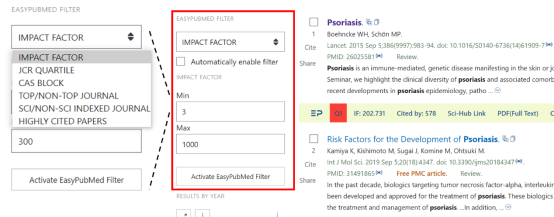 EASYPUBMED FILTER
IMPACT FACTOR
IMPACT FACTOR
JCR QUARTILE
CAS BLOCK
TOP/NON-TOP JOURNAL
SCI/NON-SCI INDEXED JOURNAL
HIGHLY CITED PAPERS
300
Activate EasyPubMed Filter
EASYPUBMED FILTER
IMPACT FACTOR
Automatically enable filter
IMPACT FACTOR
Min
3
Max
1000
Activate EasyPubMed Filter
RESULTS BY YEAR
Psoriasis.
1
Boehncke WH, Schön MP.
Cite
Lancet. 2015 Sep 5;386(9997):983-94. doi: 10.1016/S0140-6736(14)61909-7
PMID: 26025581 Review.
Share
Psoriasis is an immune-mediated, genetic disease manifesting in the skin or jo
Seminar, we highlight the clinical diversity of psoriasis and associated comorb
recent developments in psoriasis epidemiology, patho ...
Q1 IF: 202.731 Cited by: 578 Sci-Hub Link PDF(Full Text)
Risk Factors for the Development of Psoriasis.
2
Kamiya K, Kishimoto M, Sugai J, Komine M, Ohtsuki M.
Cite
Int J Mol Sci. 2019 Sep 5;20(18):4347. doi: 10.3390/ijms20184347
PMID: 31491865 Free PMC article. Review.
Share
In the past decade, biologics targeting tumor necrosis factor-alpha, interleukin
been developed and approved for the treatment of psoriasis. These biologics
the treatment and management of psoriasis. ...In addition, ...